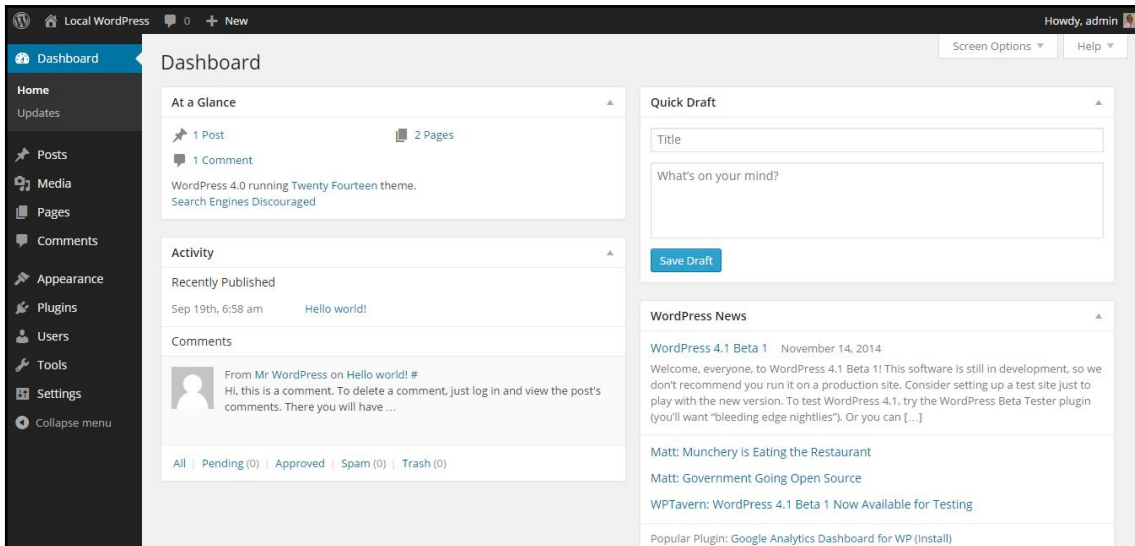 Local WordPress 0 + New Howdy, admin
Screen Options Help
Dashboard
Home
Updates
Posts
Media
Pages
Comments
Appearance
Plugins
Users
Tools
Settings
Collapse menu
Dashboard
At a Glance
1 Post 2 Pages
1 Comment
WordPress 4.0 running Twenty Fourteen theme.
Search Engines Discouraged
Activity
Recently Published
Sep 19th, 6:58 am Hello world!
Comments
From Mr WordPress on Hello world! #
Hi, this is a comment. To delete a comment, just log in and view the post's
comments. There you will have …
All | Pending (0) | Approved | Spam (0) | Trash (0)
Quick Draft
Title
What's on your mind?
Save Draft
WordPress News
WordPress 4.1 Beta 1 November 14, 2014
Welcome, everyone, to WordPress 4.1 Beta 1! This software is still in development, so we
don't recommend you run it on a production site. Consider setting up a test site just to
play with the new version. To test WordPress 4.1, try the WordPress Beta Tester plugin
(you'll want “bleeding edge nightlies”). Or you can […]
Matt: Munchery is Eating the Restaurant
Matt: Government Going Open Source
WPTavern: WordPress 4.1 Beta 1 Now Available for Testing
Popular Plugin: Google Analytics Dashboard for WP (Install)